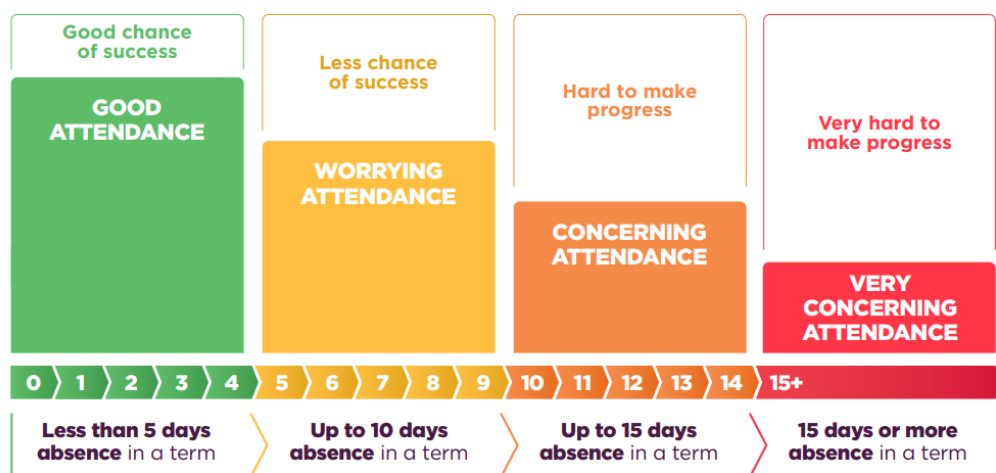 Good chance
of success
GOOD
ATTENDANCE
Less chance
of success
WORRYING
ATTENDANCE
Hard to make
progress
CONCERNING
ATTENDANCE
Very hard to
make progress
VERY
CONCERNING
ATTENDANCE
0 1 2 3 4 5 6 7 8 9 10 11 12 13 14 15+
Less than 5 days
absence in a term
Up to 10 days
absence in a term
Up to 15 days
absence in a term
15 days or more
absence in a term